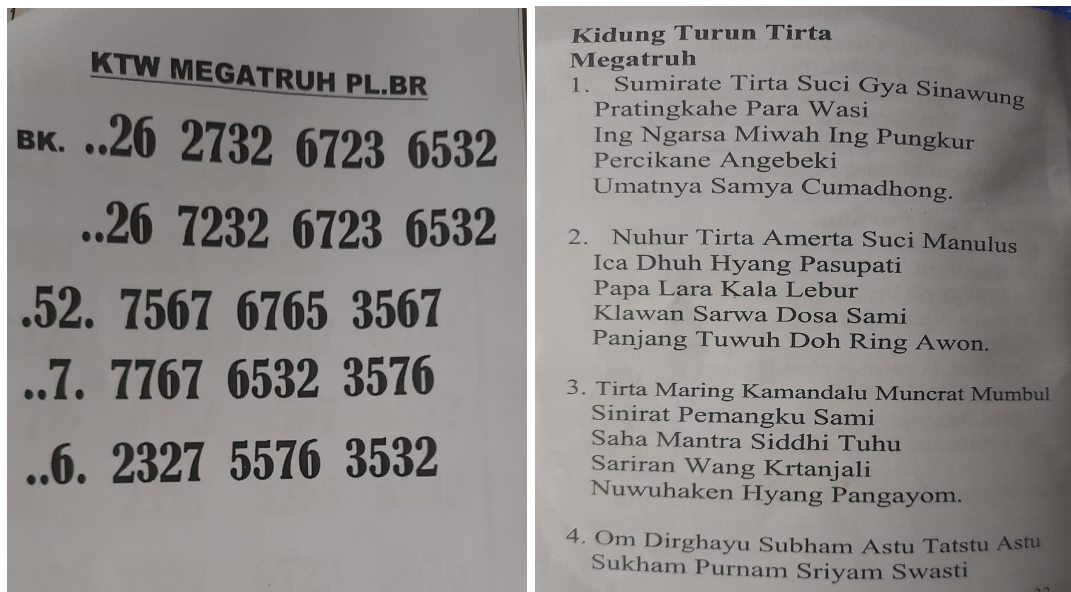 KTW MEGATRUH PL.BR
BK. ..26 2732 6723 6532
..26 7232 6723 6532
.52. 7567 6765 3567
..7. 7767 6532 3576
..6. 2327 5576 3532
Kidung Turun Tirta
Megatruh
1. Sumirate Tirta Suci Gya Sinawung
Pratingkahe Para Wasi
Ing Ngarsa Miwah Ing Pungkur
Percikane Angebeki
Umatnya Samya Cumadhong.
2. Nuhur Tirta Amerta Suci Manulus
Ica Dhuh Hyang Pasupati
Papa Lara Kala Lebur
Klawan Sarwa Dosa Sami
Panjang Tuwuh Doh Ring Awon.
3. Tirta Maring Kamandalu Muncrat Mumbul
Sinirat Pemangku Sami
Saha Mantra Siddhi Tuhu
Sariran Wang Krtanjali
Nuwuhaken Hyang Pangayom.
4. Om Dirghayu Subham Astu Tatstu Astu
Sukham Purnam Sriyam Swasti